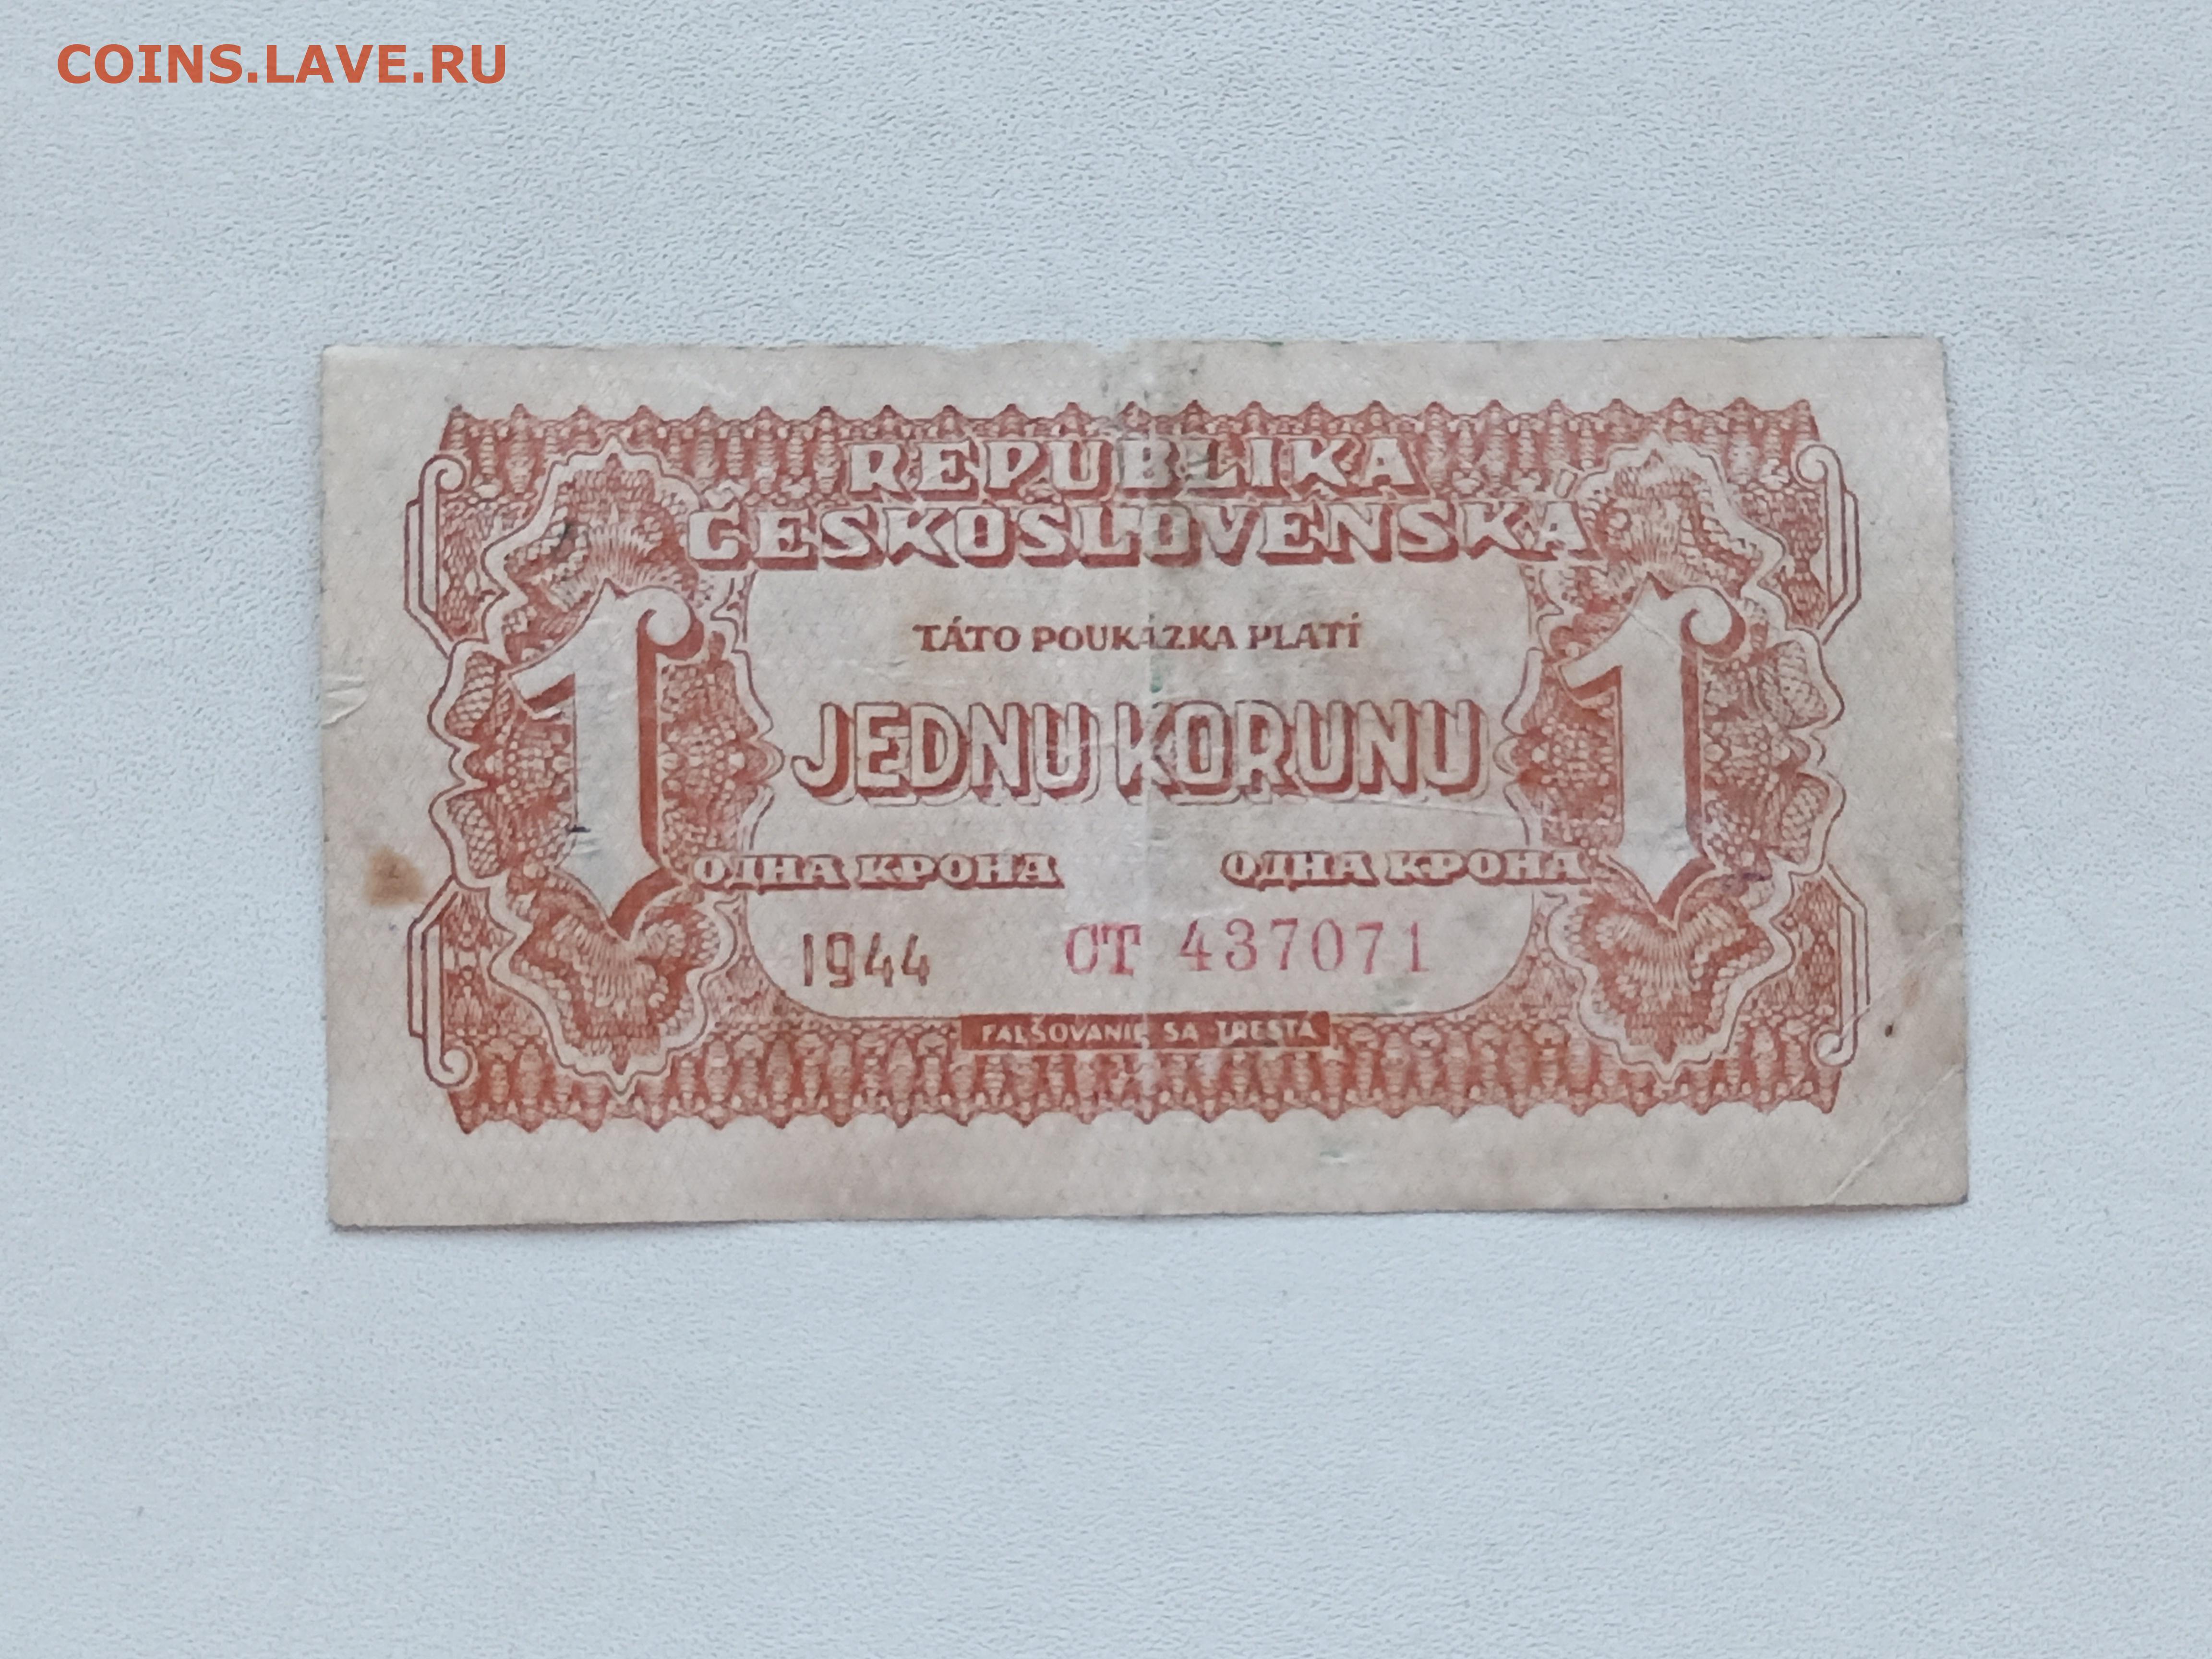 COINS.LAVE.RU
REPUBLIKA
ČESKOSLOVENSKÁ
TÁTO POUKÁZKA PLATÍ
JEDNU KORUNU
1 1
ОДНА КРОНА ОДНА КРОНА
1944 СТ 437071
FALŠOVANIE SA TRESTÁ